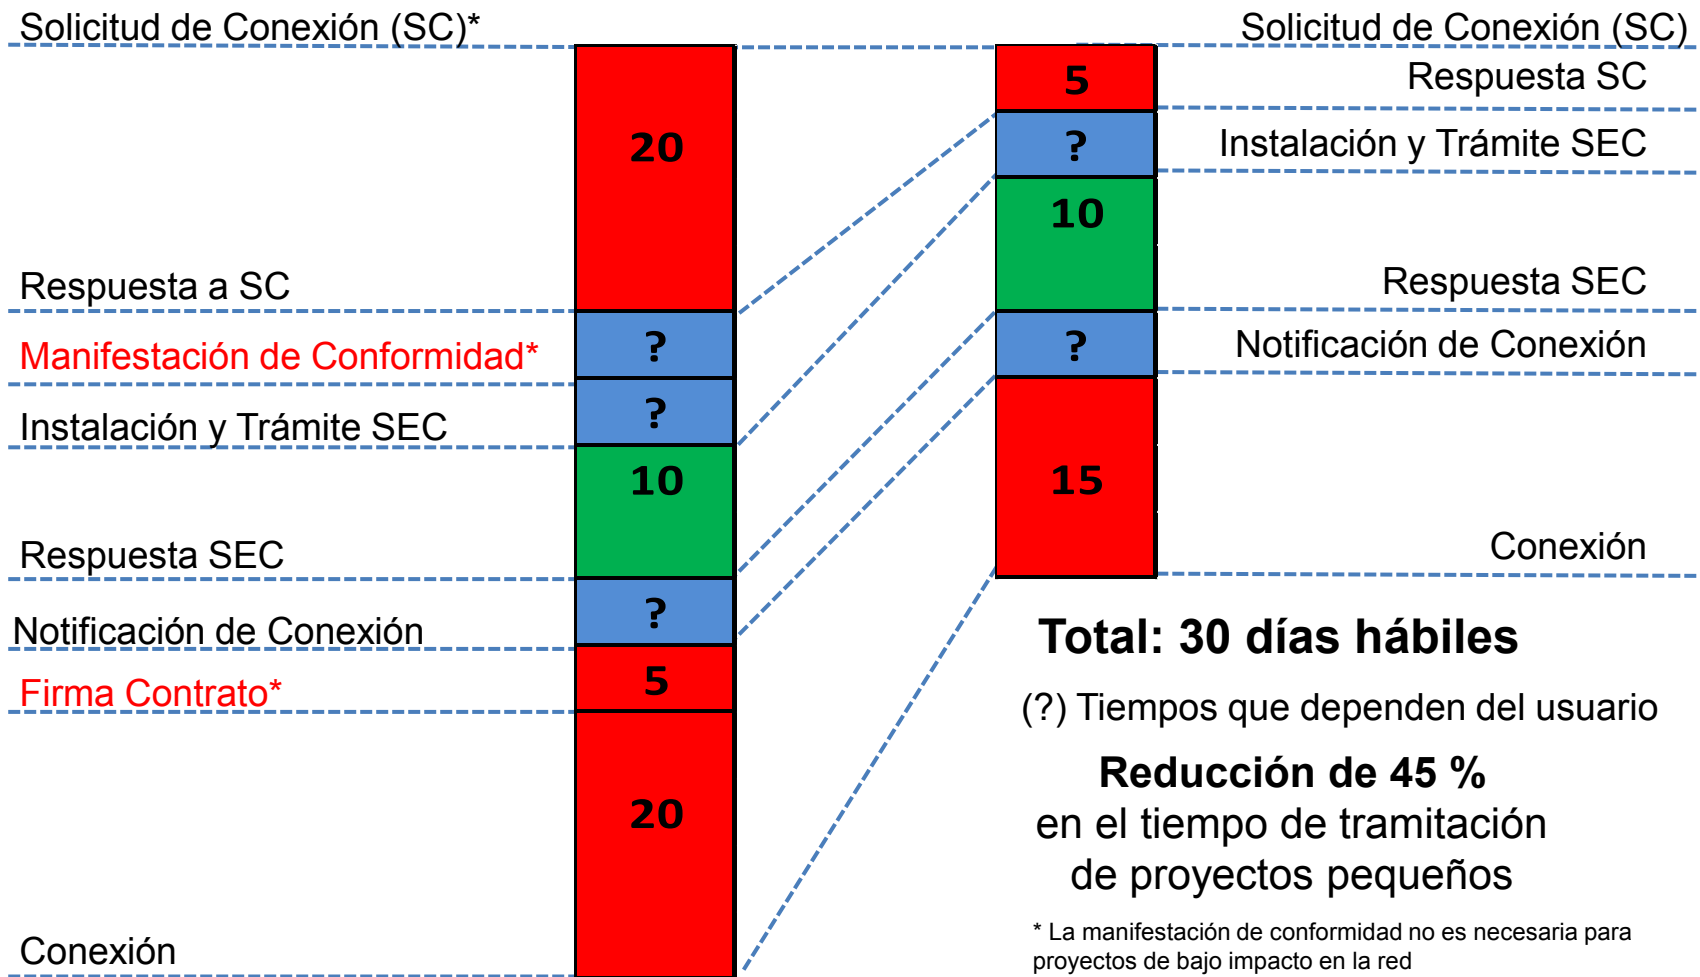 Solicitud de Conexión (SC)*
20
Respuesta a SC
?
Manifestación de Conformidad*
?
Instalación y Trámite SEC
10
Respuesta SEC
?
Notificación de Conexión
5
Firma Contrato*
20
Conexión
Solicitud de Conexión (SC)
5
Respuesta SC
?
Instalación y Trámite SEC
10
Respuesta SEC
?
Notificación de Conexión
15
Conexión
Total: 30 días hábiles
(?) Tiempos que dependen del usuario
Reducción de 45 %
en el tiempo de tramitación
de proyectos pequeños
* La manifestación de conformidad no es necesaria para
proyectos de bajo impacto en la red